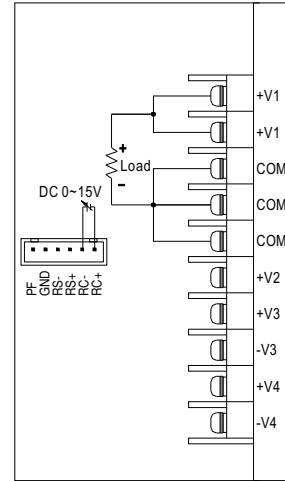 +V1
+V1
+
Load
-
COM
COM
COM
DC 0~15V
+V2
+V3
-V3
+V4
-V4
PF
GND
RS-
RS+
RC-
RC+